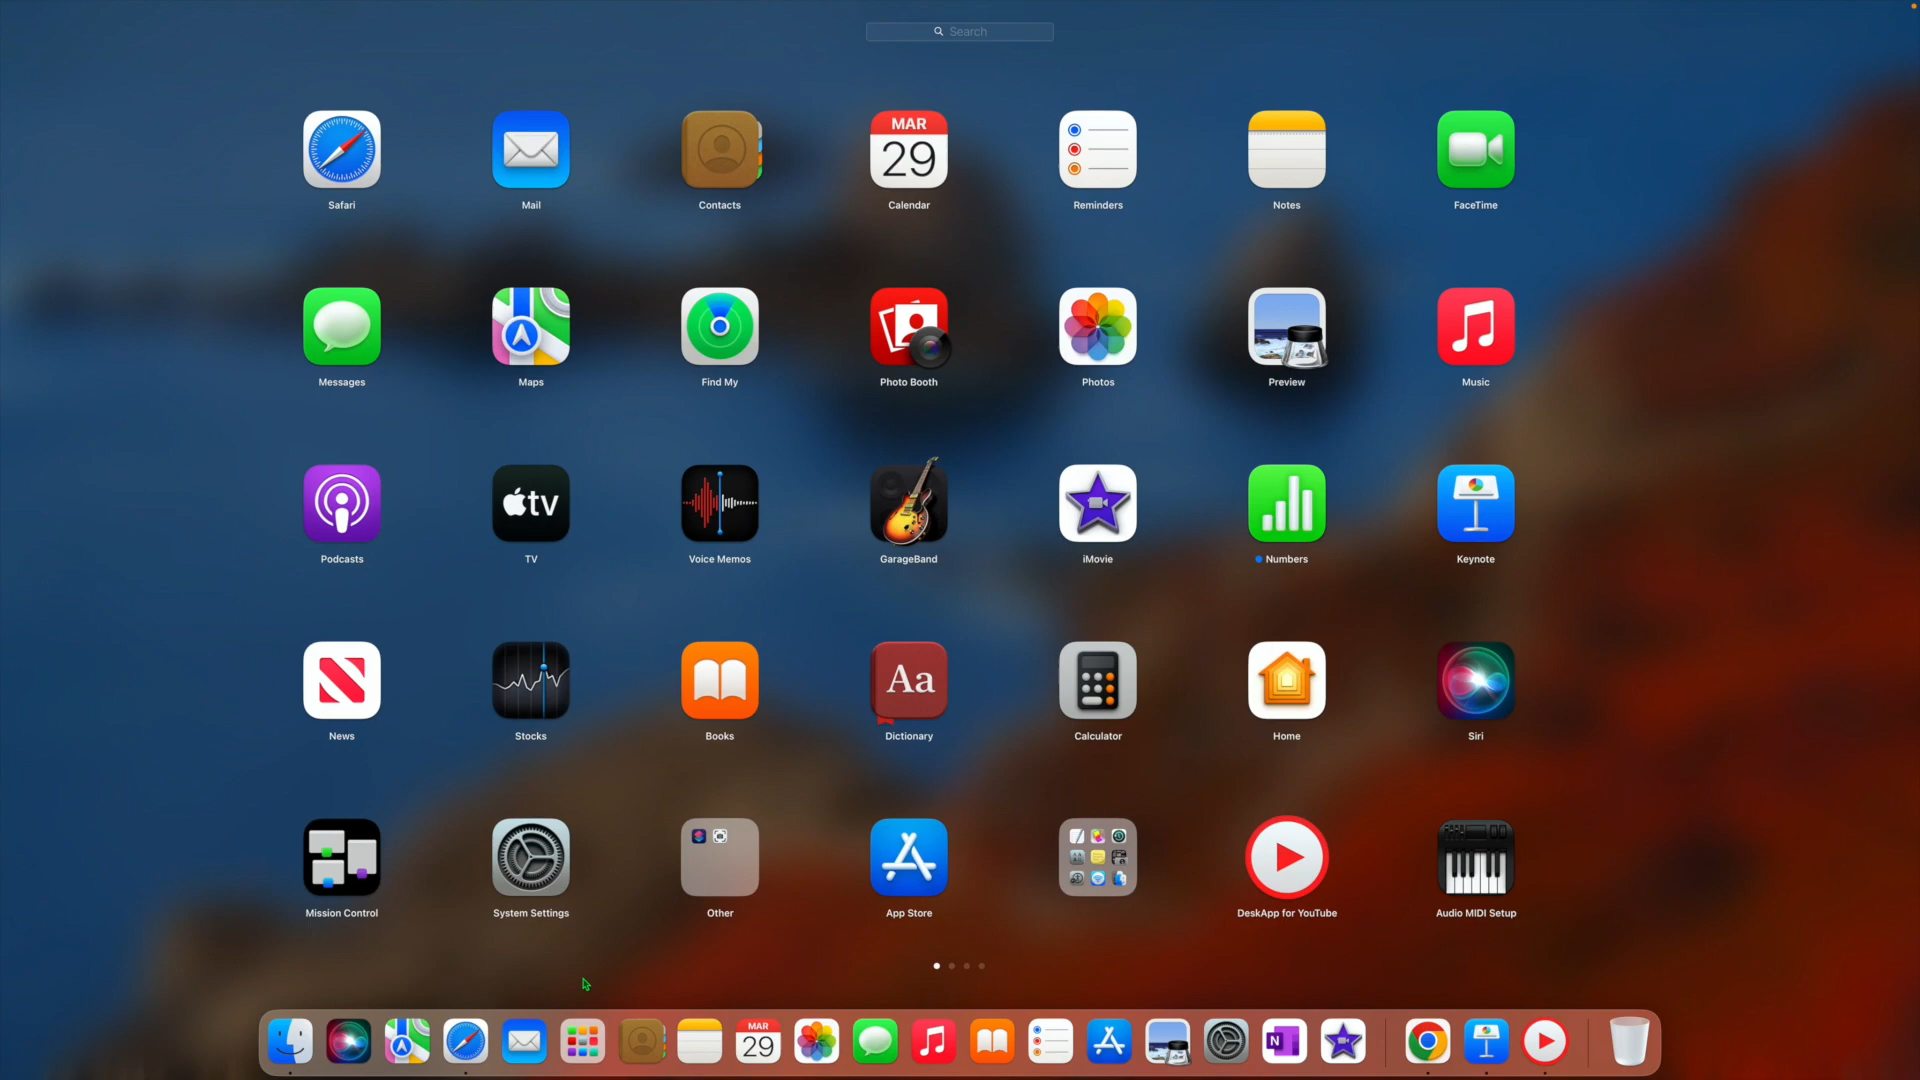 Search
MAR
29
Safari
Mail
Contacts
Calendar
Reminders
Notes
FaceTime
Messages
Maps
Find My
Photo Booth
Photos
Preview
Music
tv
Podcasts
TV
Voice Memos
GarageBand
iMovie
Numbers
Keynote
Aa
News
Stocks
Books
Dictionary
Calculator
Home
Siri
Mission Control
System Settings
Other
App Store
DeskApp for YouTube
Audio MIDI Setup
MAR
29
N